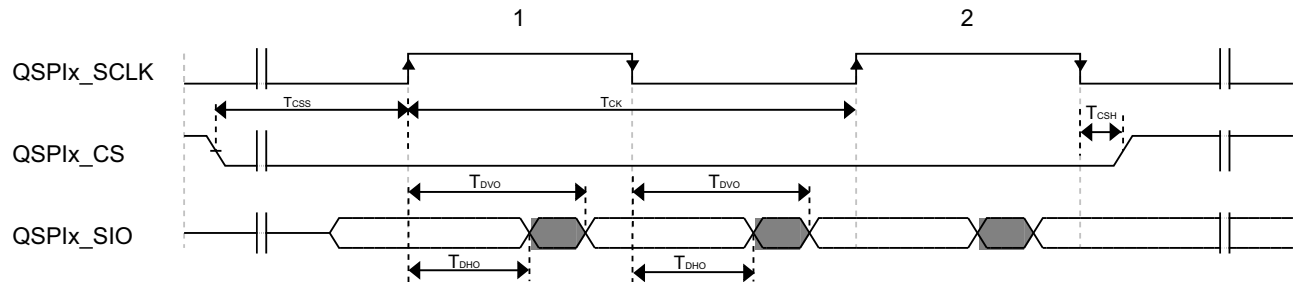 1 2
QSPIx_SCLK
TCSS TCK
TCSH
QSPIx_CS
TDVO TDVO
QSPIx_SIO
TDHO TDHO